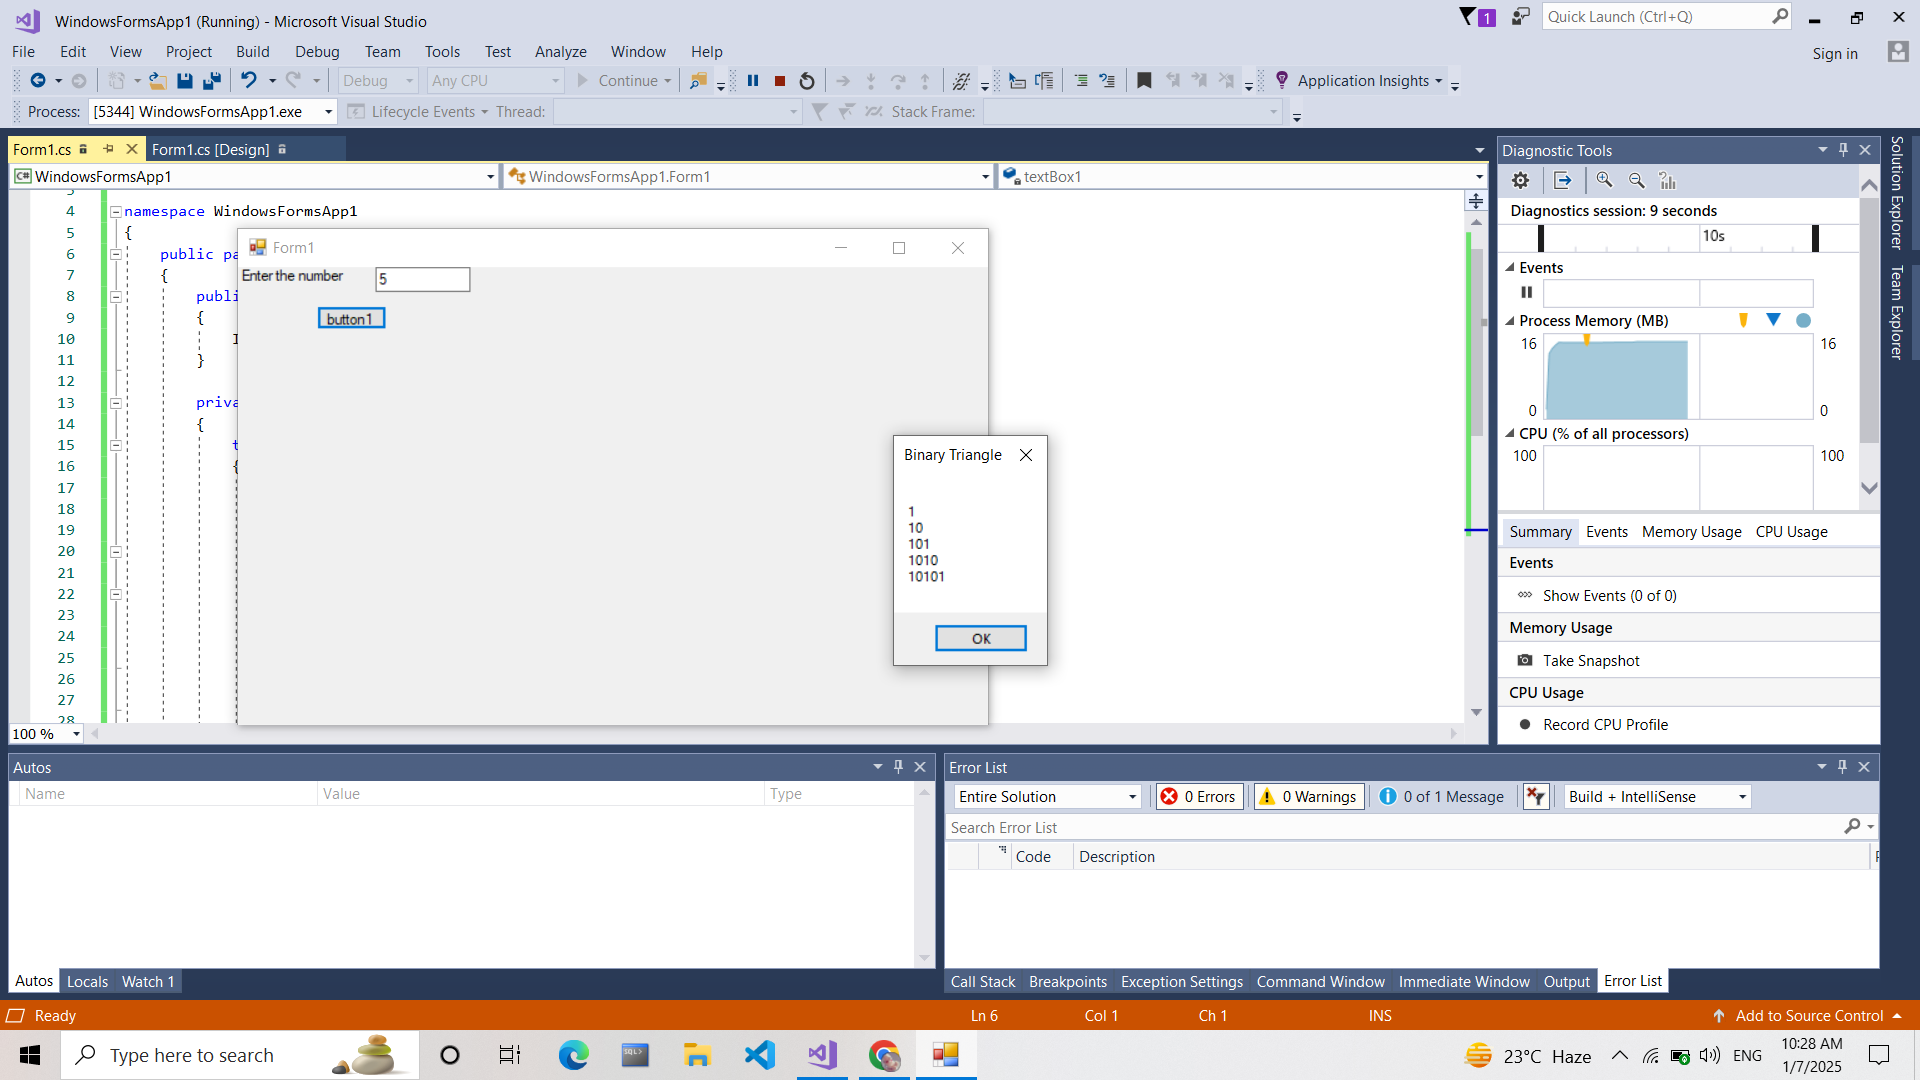 WindowsFormsApp1 (Running) - Microsoft Visual Studio
1
Quick Launch (Ctrl+Q)
File Edit View Project Build Debug Team Tools Test Analyze Window Help
Sign in
Debug Any CPU Continue Application Insights
Process: [5344] WindowsFormsApp1.exe Lifecycle Events Thread: Stack Frame:
Form1.cs Form1.cs [Design]
C# WindowsFormsApp1 WindowsFormsApp1.Form1 textBox1
4 namespace WindowsFormsApp1
5 {
6 public pa
7 {
8 publi
9 {
10 I
11 }
12
13 priva
14 {
15 t
16 {
17
18
19
20
21
22
23
24
25
26
27
28
100 %
Form1
Enter the number 5
button1
Binary Triangle
1
10
101
1010
10101
OK
Diagnostic Tools
Diagnostics session: 9 seconds
10s
Events
Process Memory (MB)
16 16
0 0
CPU (% of all processors)
100 100
Summary Events Memory Usage CPU Usage
Events
Show Events (0 of 0)
Memory Usage
Take Snapshot
CPU Usage
Record CPU Profile
Solution Explorer
Team Explorer
Autos
Name Value Type
Autos Locals Watch 1
Error List
Entire Solution 0 Errors 0 Warnings 0 of 1 Message Build + IntelliSense
Search Error List
Code Description
Call Stack Breakpoints Exception Settings Command Window Immediate Window Output Error List
Ready Ln 6 Col 1 Ch 1 INS Add to Source Control
Type here to search
23°C Haze ENG
10:28 AM
1/7/2025